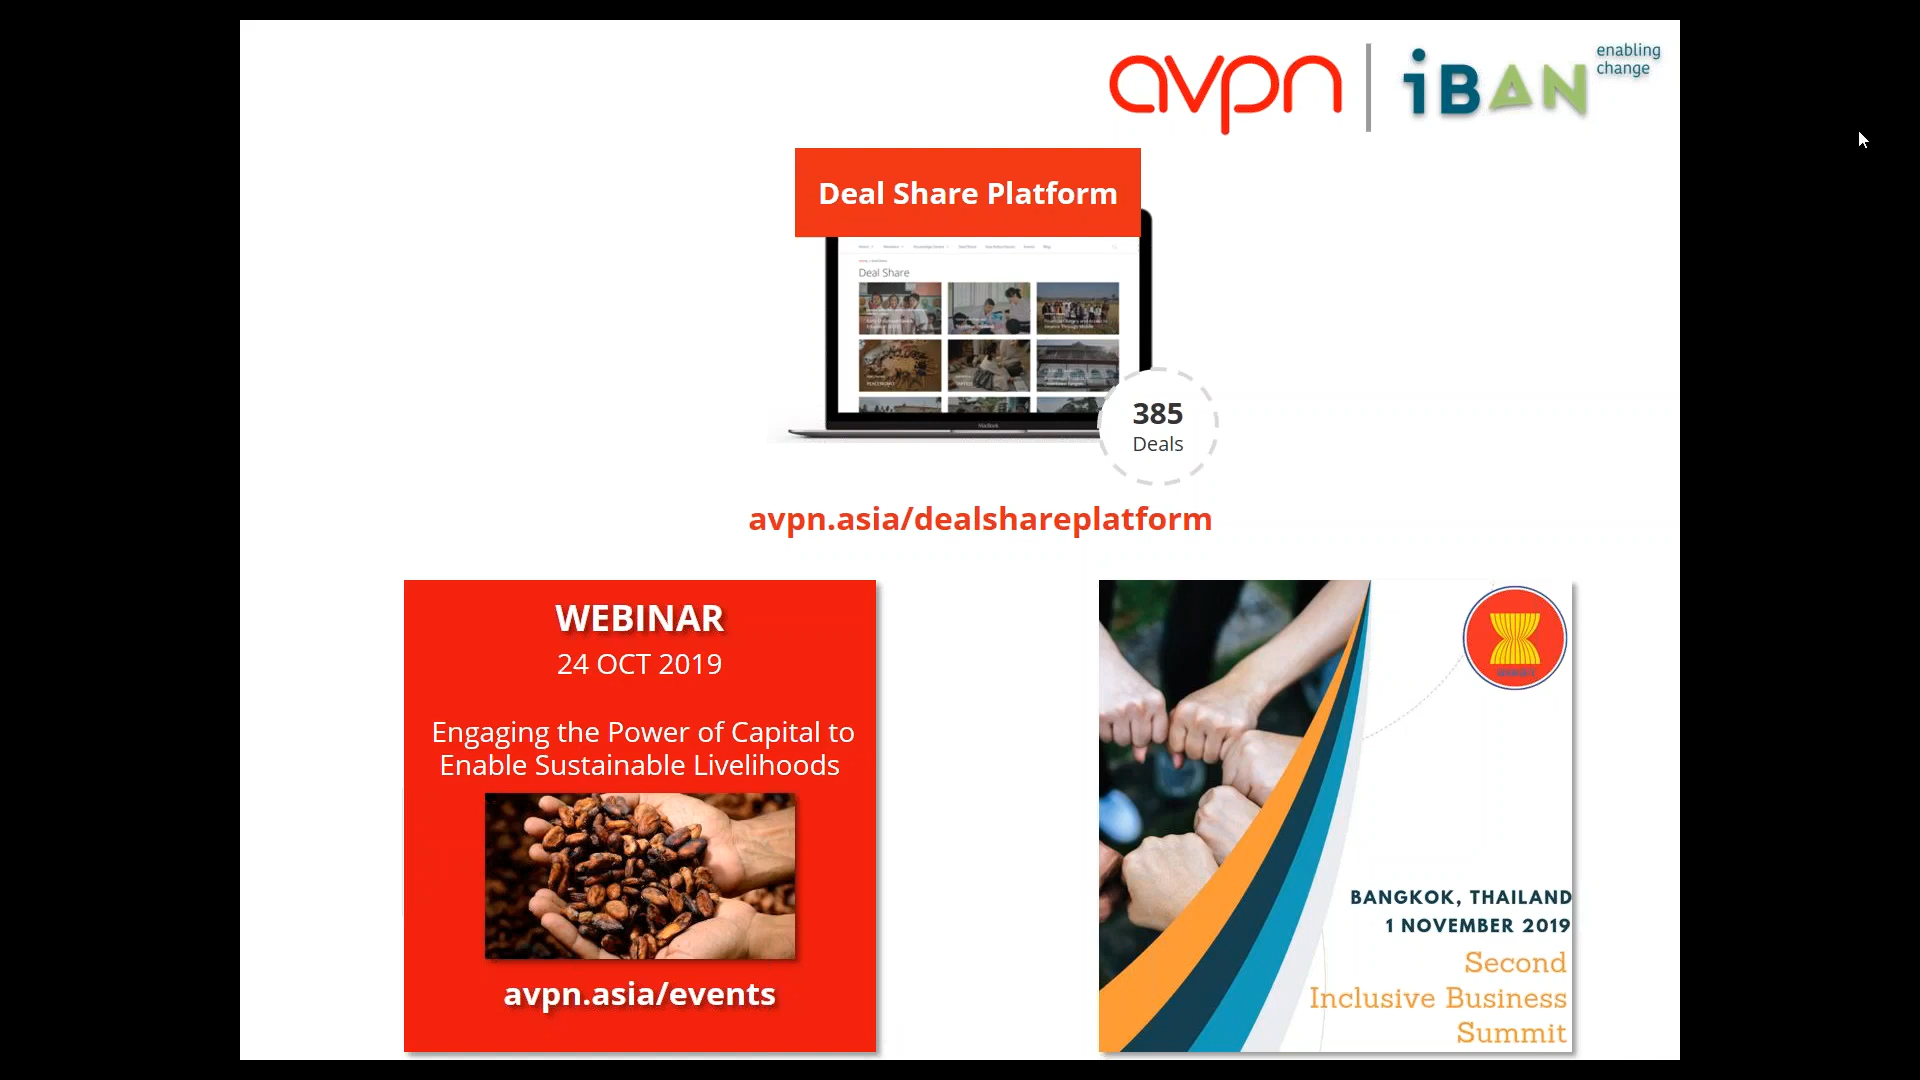 avpn
iBAN
enabling
change
Deal Share Platform
Deal Share
MacBook
385
Deals
avpn.asia/dealshareplatform
WEBINAR
24 OCT 2019
Engaging the Power of Capital to
Enable Sustainable Livelihoods
avpn.asia/events
BANGKOK, THAILAND
1 NOVEMBER 2019
Second
Inclusive Business
Summit